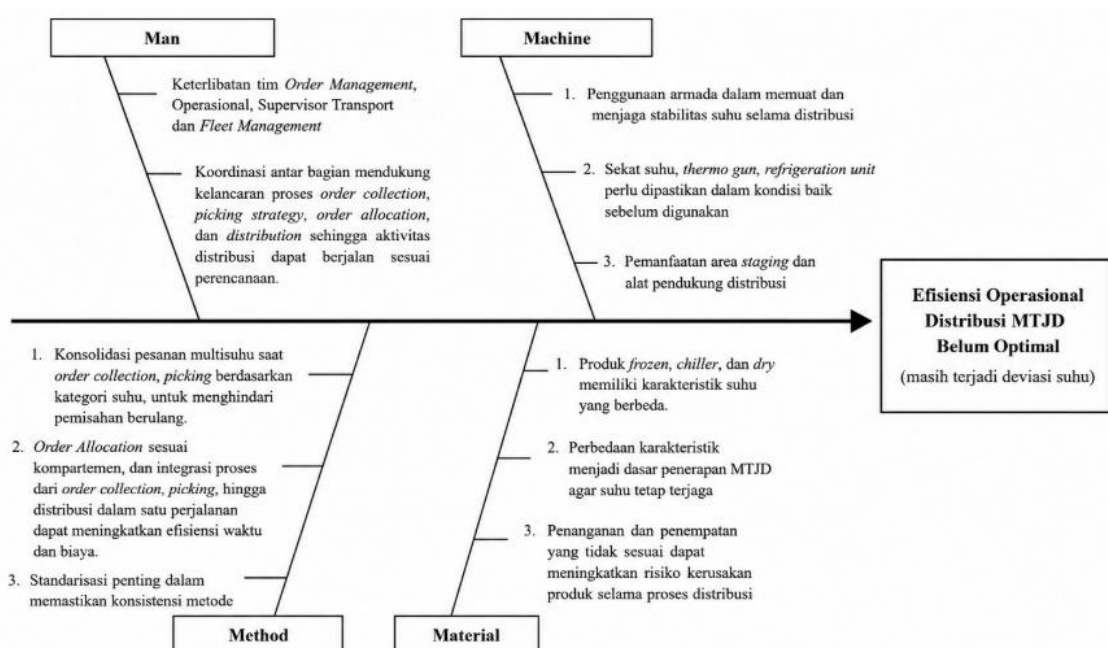 Man
Keterlibatan tim Order Management,
Operasional, Supervisor Transport
dan Fleet Management
Koordinasi antar bagian mendukung
kelancaran proses order collection,
picking strategy, order allocation,
dan distribution sehingga aktivitas
distribusi dapat berjalan sesuai
perencanaan.
Machine
1. Penggunaan armada dalam memuat dan
menjaga stabilitas suhu selama distribusi
2. Sekat suhu, thermo gun, refrigeration unit
perlu dipastikan dalam kondisi baik
sebelum digunakan
3. Pemanfaatan area staging dan
alat pendukung distribusi
Efisiensi Operasional
Distribusi MTJD
Belum Optimal
(masih terjadi deviasi suhu)
1. Konsolidasi pesanan multisuhu saat
order collection, picking berdasarkan
kategori suhu, untuk menghindari
pemisahan berulang.
2. Order Allocation sesuai
kompartemen, dan integrasi proses
dari order collection, picking, hingga
distribusi dalam satu perjalanan
dapat meningkatkan efisiensi waktu
dan biaya.
3. Standarisasi penting dalam
memastikan konsistensi metode
Method
1. Produk frozen, chiller, dan dry
memiliki karakteristik suhu
yang berbeda.
2. Perbedaan karakteristik
menjadi dasar penerapan MTJD
agar suhu tetap terjaga
3. Penanganan dan penempatan
yang tidak sesuai dapat
meningkatkan risiko kerusakan
produk selama proses distribusi
Material